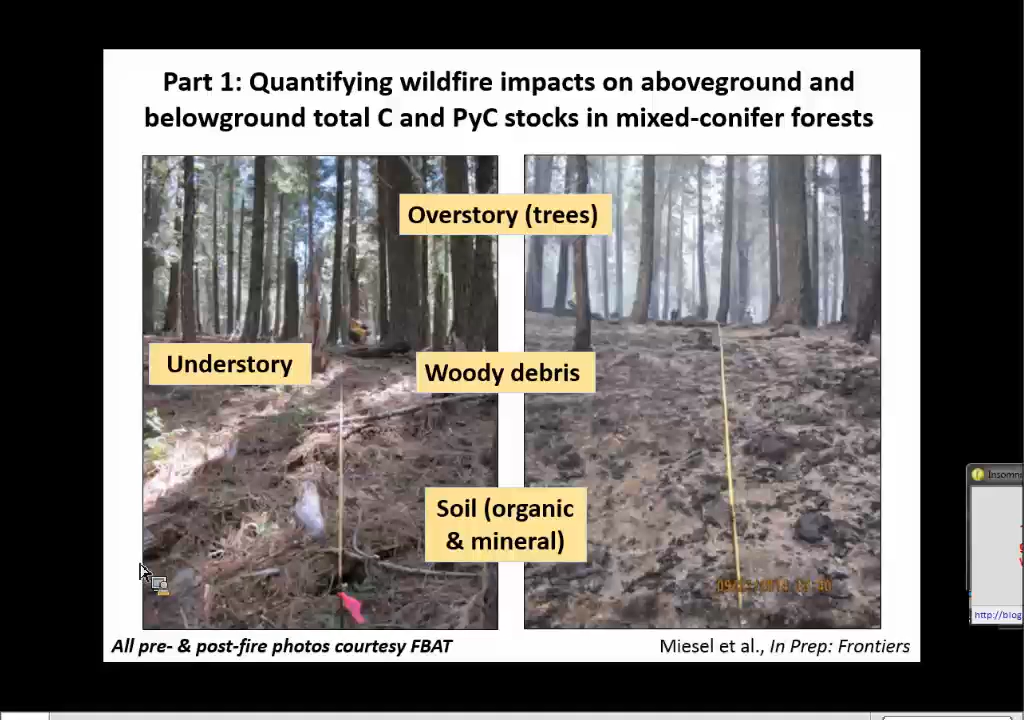 Part 1: Quantifying wildfire impacts on aboveground and
belowground total C and PyC stocks in mixed-conifer forests
Overstory (trees)
Understory
Woody debris
Soil (organic
& mineral)
All pre- & post-fire photos courtesy FBAT
Miesel et al., In Prep: Frontiers
http://blog